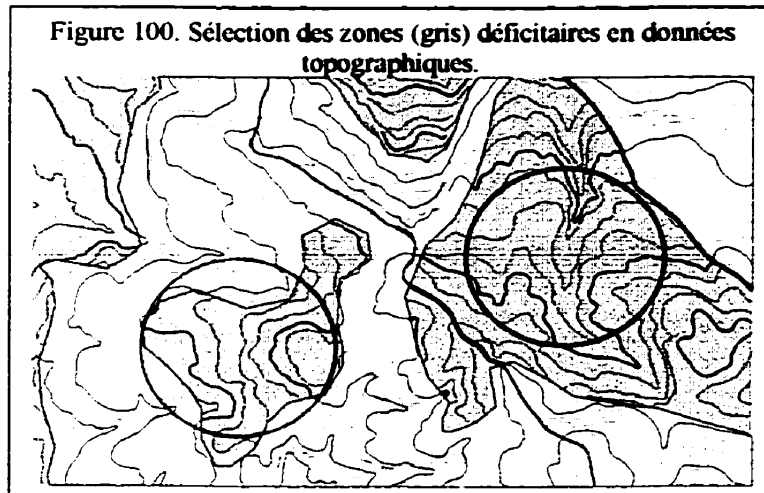 Figure 100. Sélection des zones (gris) déficitaires en données
topographiques.